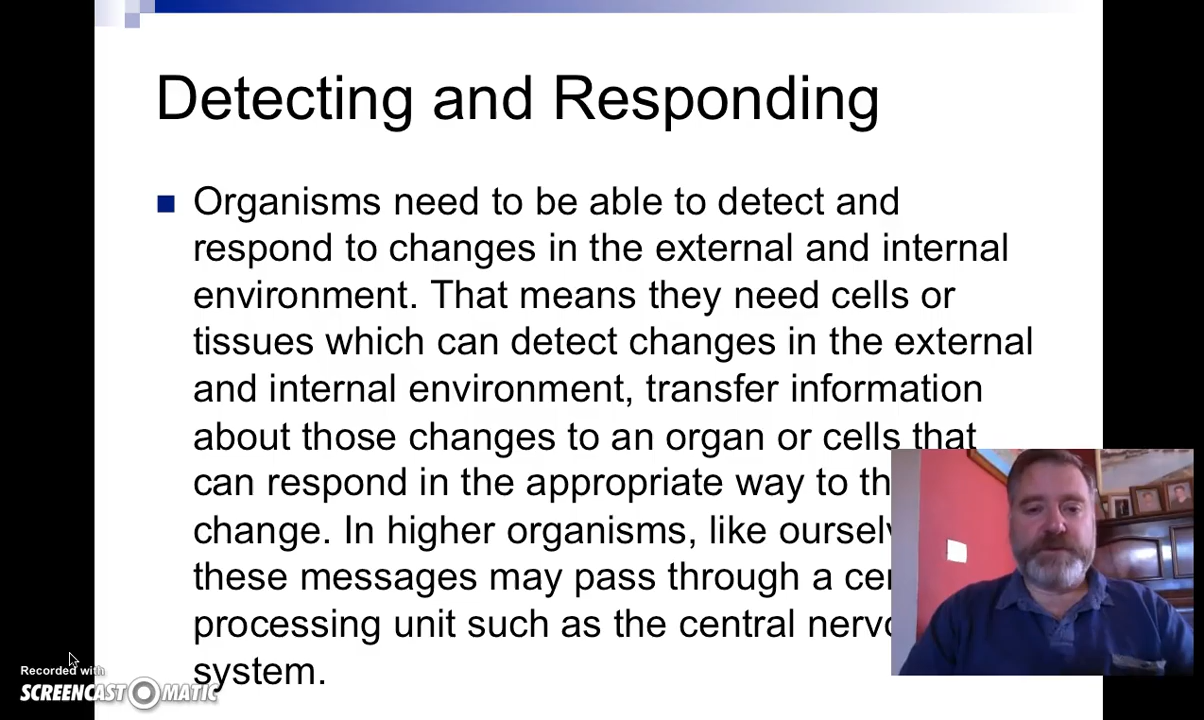 Detecting and Responding
Organisms need to be able to detect and
respond to changes in the external and internal
environment. That means they need cells or
tissues which can detect changes in the external
and internal environment, transfer information
about those changes to an organ or cells that
can respond in the appropriate way to th
change. In higher organisms, like oursel
these messages may pass through a ce
processing unit such as the central nerv
system.
Recorded with
SCREENCAST MATIC